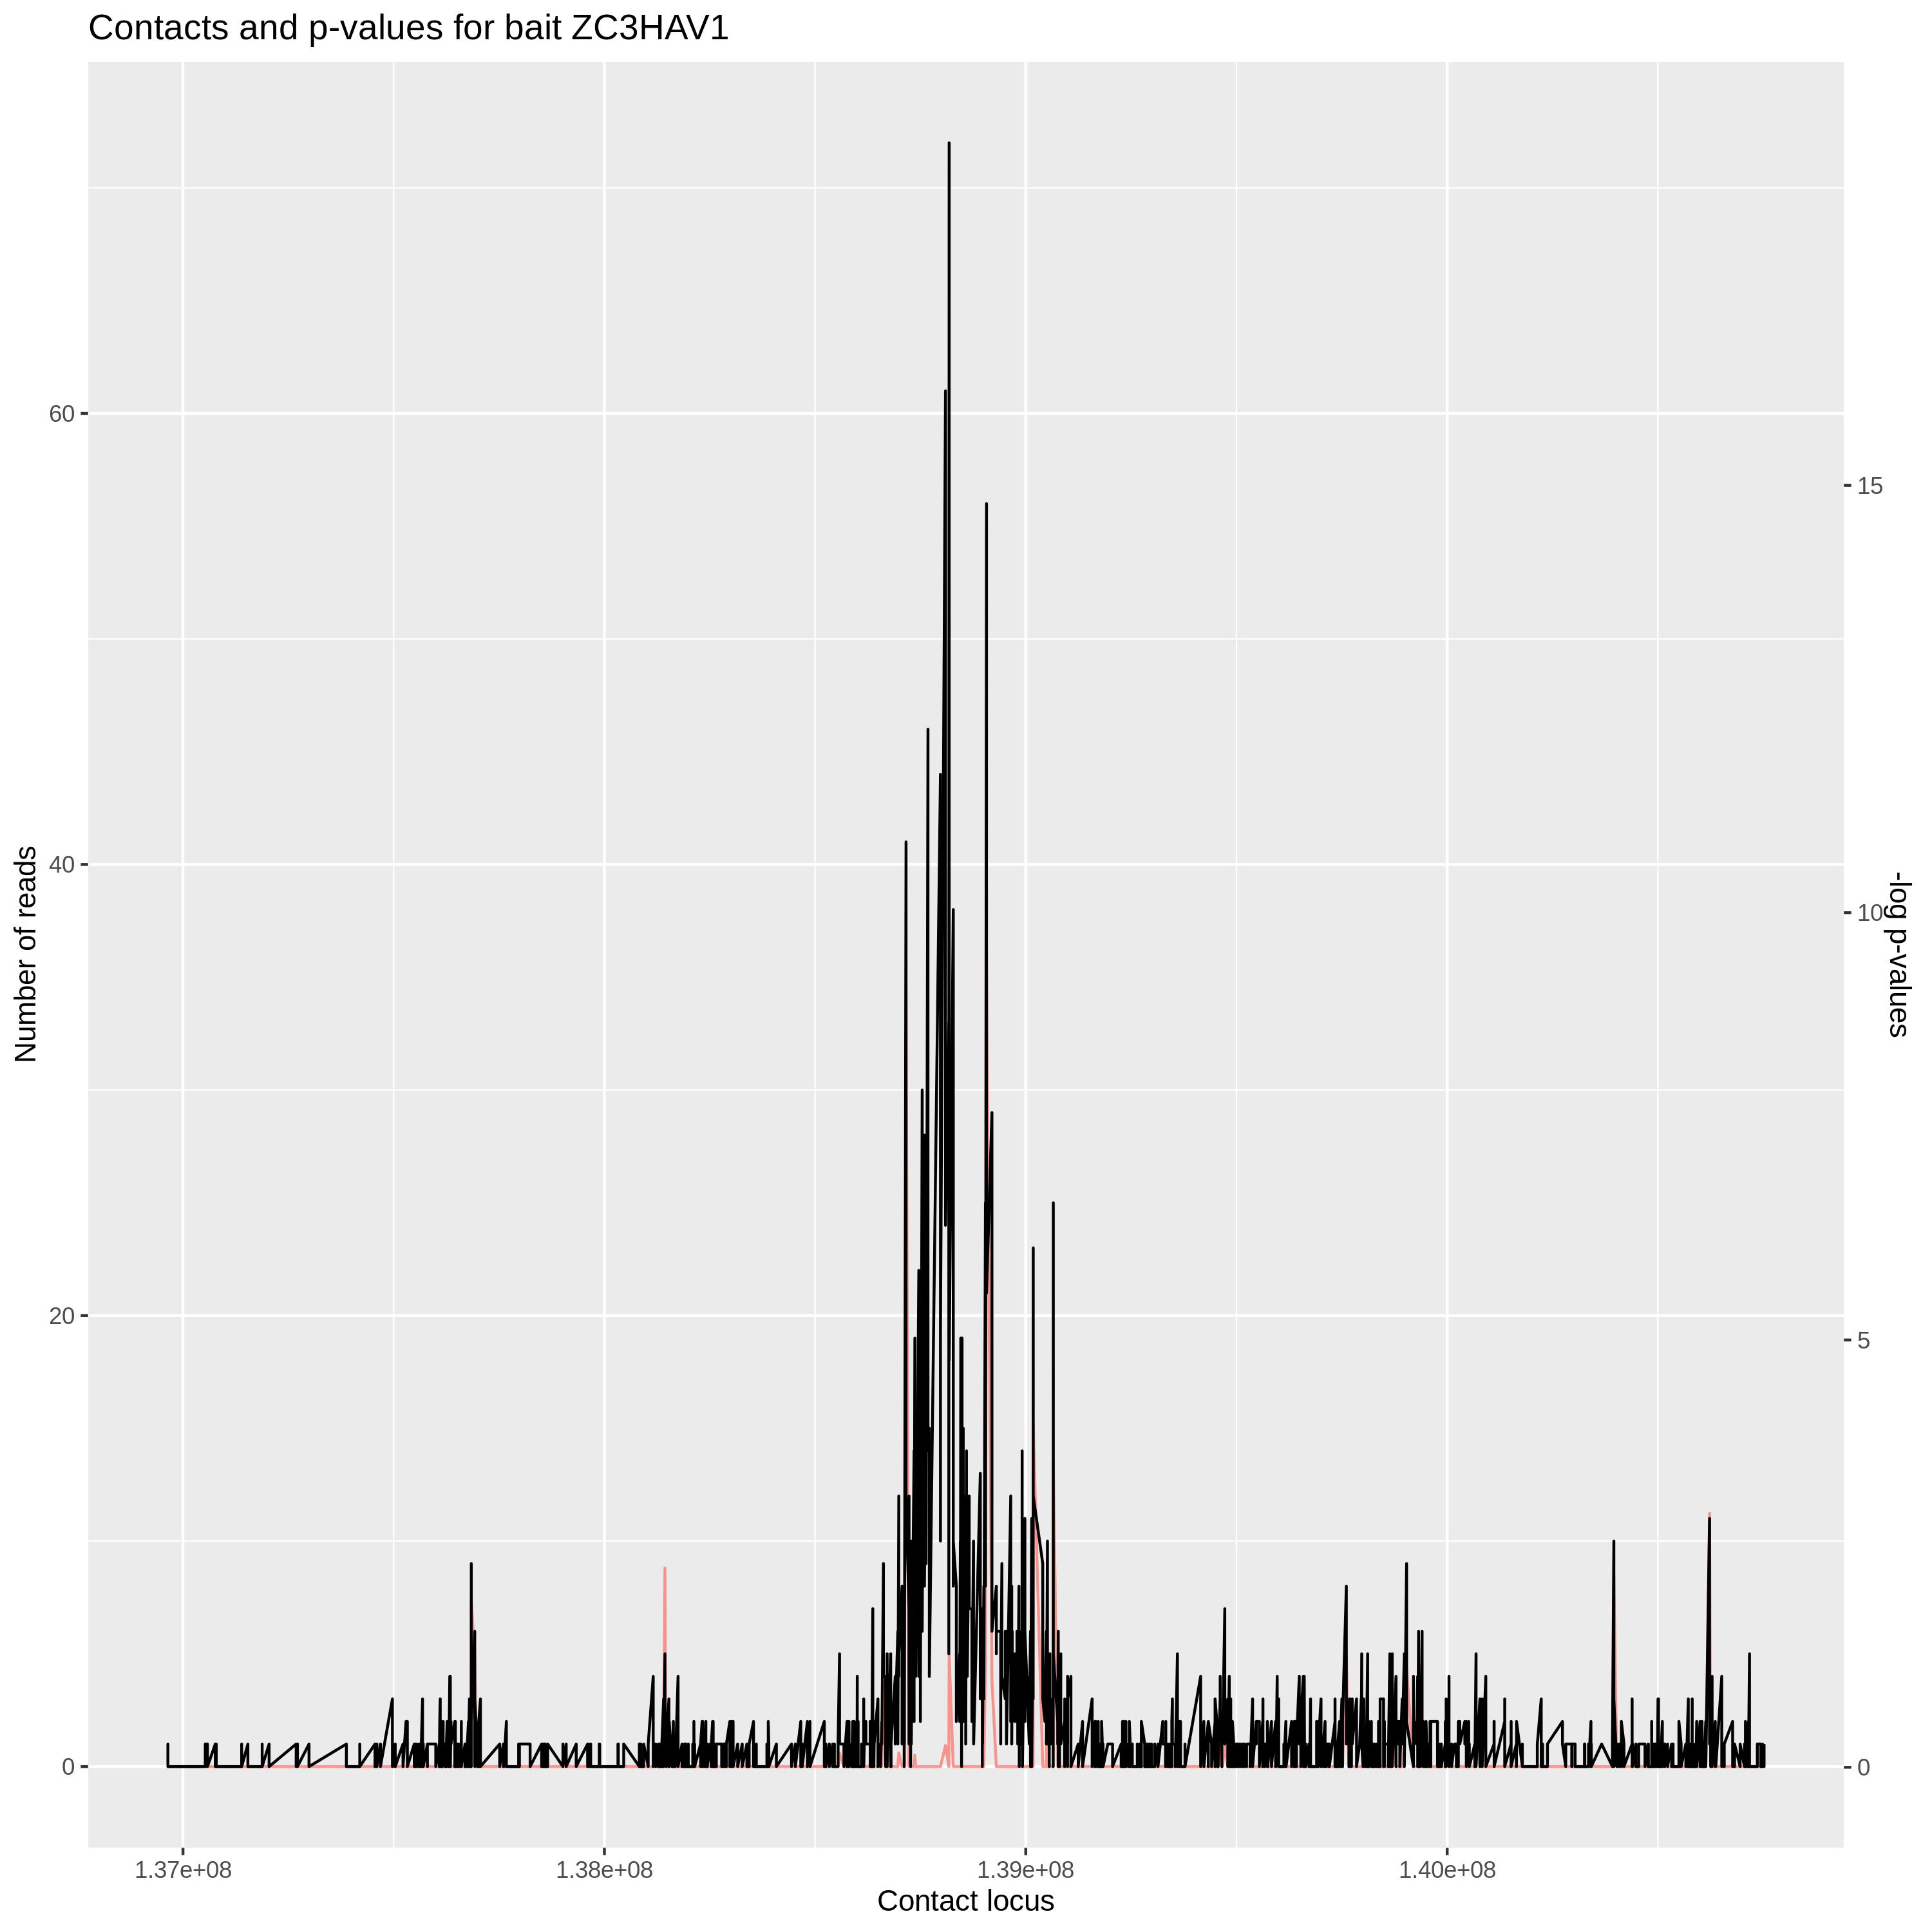 Contacts and p-values for bait ZC3HAV1
60
40
20
0
Number of reads
15
10
5
0
-log p-values
1.37e+08
1.38e+08
1.39e+08
1.40e+08
Contact locus